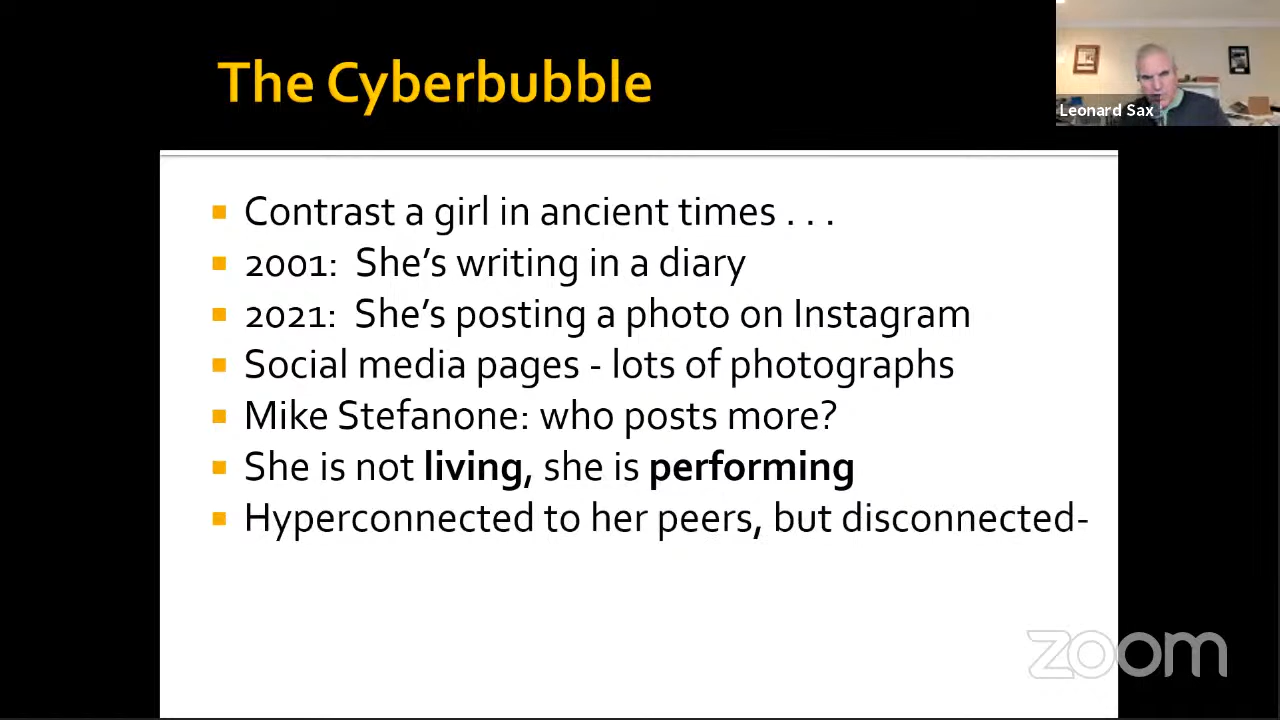 The Cyberbubble
Leonard Sax
Contrast a girl in ancient times . . .
2001: She's writing in a diary
2021: She's posting a photo on Instagram
Social media pages - lots of photographs
Mike Stefanone: who posts more?
She is not living, she is performing
Hyperconnected to her peers, but disconnected-
zoom